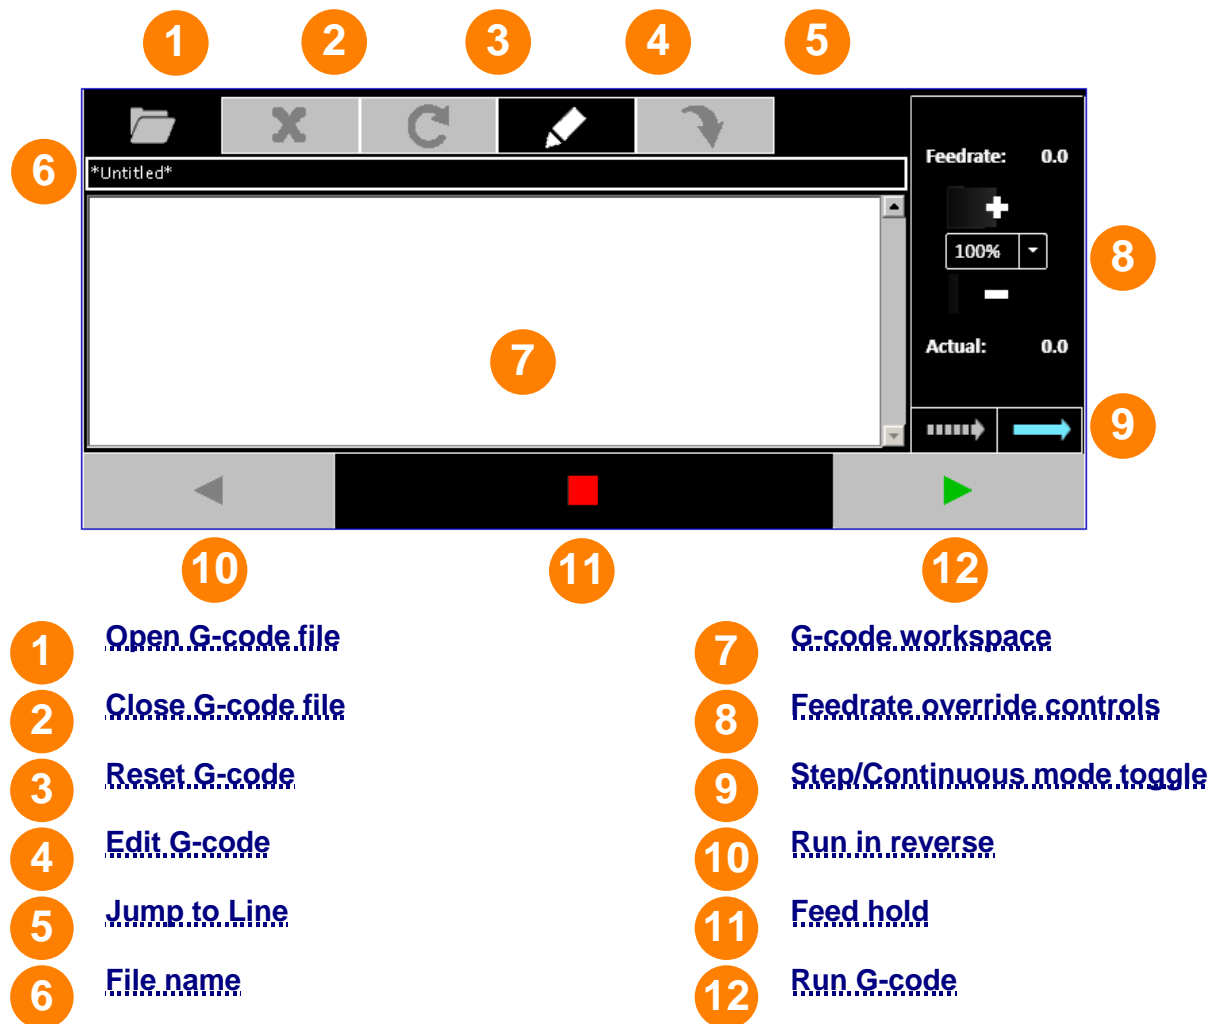 1 2 3 4 5
6 *Untitled*
Feedrate: 0.0
100%
8
7
Actual: 0.0
9
10 11 12
1 Open G-code file
2 Close G-code file
3 Reset G-code
4 Edit G-code
5 Jump to Line
6 File name
7 G-code workspace
8 Feedrate override controls
9 Step/Continuous mode toggle
10 Run in reverse
11 Feed hold
12 Run G-code